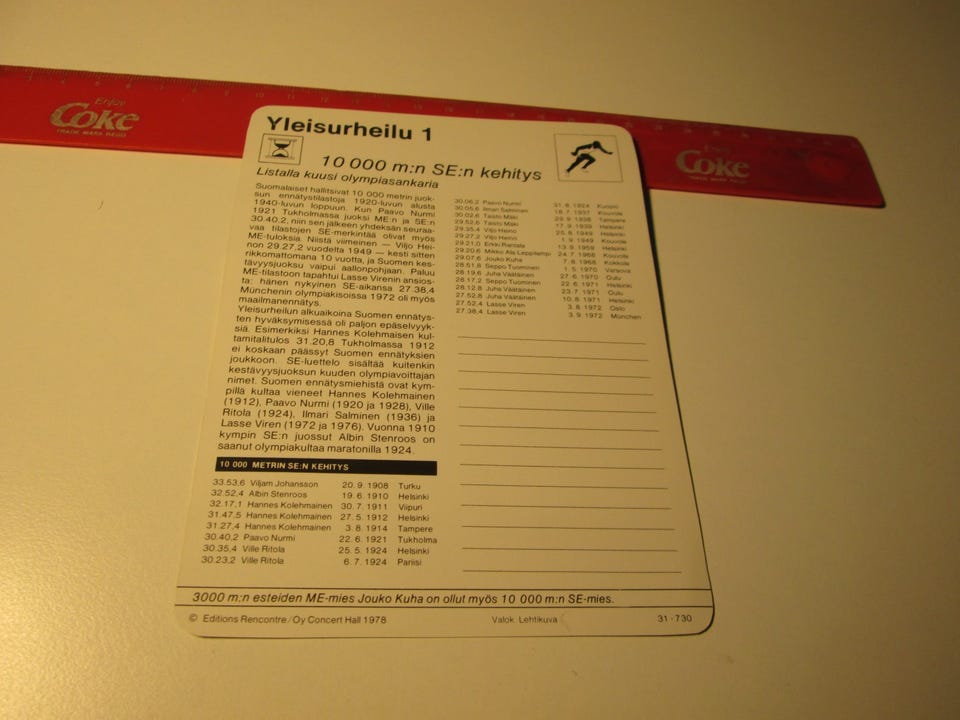 Enjoy
Coke
TRADE MARK REGD
Coke
Yleisurheilu 1
10 000 m:n SE:n kehitys
Listalla kuusi olympiasankaria
Suomalaiset hallitsivat 10 000 metrin juok-
sun ennätystilastoja 1920-luvun alusta
1940-luvun loppuun. Kun Paavo Nurmi
1921 Tukholmassa juoksi ME:n ja SE:n
30.40,2, niin sen jälkeen yhdeksän seuraa-
vaa tilastojen SE-merkintää olivat myös
ME-tuloksia. Niistä viimeinen — Viljo Hei-
non 29.27,2 vuodelta 1949 — kesti sitten
rikkomattomana 10 vuotta, ja Suomen kes-
tävyysjuoksu vaipui aallonpohjaan. Paluu
ME-tilastoon tapahtui Lasse Virenin ansios-
ta: hänen nykyinen SE-aikansa 27.38,4
Münchenin olympiakisoissa 1972 oli myös
maailmanennätys.
Yleisurheilun alkuaikoina Suomen ennätys-
ten hyväksymisessä oli paljon epäselvyyk-
siä. Esimerkiksi Hannes Kolehmaisen kul-
tamitalitulos 31.20,8 Tukholmassa 1912
ei koskaan päässyt Suomen ennätyksien
joukkoon. SE-luettelo sisältää kuitenkin
kestävyysjuoksun kuuden olympiavoittajan
nimet. Suomen ennätysmiehistä ovat kym-
pillä kultaa vieneet Hannes Kolehmainen
(1912), Paavo Nurmi (1920 ja 1928), Ville
Ritola (1924), Ilmari Salminen (1936) ja
Lasse Viren (1972 ja 1976). Vuonna 1910
kympin SE:n juossut Albin Stenroos on
saanut olympiakultaa maratonilla 1924.
10 000 METRIN SE:N KEHITYS
33.53,6 Viljam Johansson 20. 9. 1908 Turku
32.52,4 Albin Stenroos 19. 6. 1910 Helsinki
32.17,1 Hannes Kolehmainen 30. 7. 1911 Viipuri
31.47,5 Hannes Kolehmainen 27. 5. 1912 Helsinki
31.27,4 Hannes Kolehmainen 3. 8. 1914 Tampere
30.40,2 Paavo Nurmi 22. 6. 1921 Tukholma
30.35,4 Ville Ritola 25. 5. 1924 Helsinki
30.23,2 Ville Ritola 6. 7. 1924 Pariisi
30.06,2 Paavo Nurmi 31. 8. 1924 Kuopio
30.05,6 Ilmari Salminen 18. 7. 1937 Kouvola
30.02,0 Taisto Mäki 29. 9. 1938 Tampere
29.52,6 Taisto Mäki 17. 9. 1939 Helsinki
29.35,4 Viljo Heino 25. 8. 1944 Helsinki
29.27,2 Viljo Heino 1. 9. 1949 Kouvola
29.21,0 Erkki Rantala 13. 9. 1959 Helsinki
29.20,6 Mikko Ala-Leppilampi 24. 7. 1968 Kouvola
29.07,6 Jouko Kuha 7. 8. 1968 Kokkola
28.51,8 Seppo Tuominen 1. 5. 1970 Varsova
28.19,6 Juha Väätäinen 27. 6. 1970 Oulu
28.17,2 Seppo Tuominen 22. 6. 1971 Helsinki
28.12,8 Juha Väätäinen 23. 7. 1971 Oulu
27.52,8 Juha Väätäinen 10. 8. 1971 Helsinki
27.52,4 Lasse Viren 3. 8. 1972 Oslo
27.38,4 Lasse Viren 3. 9. 1972 München
3000 m:n esteiden ME-mies Jouko Kuha on ollut myös 10 000 m:n SE-mies.
© Editions Rencontre/Oy Concert Hall 1978 Valok. Lehtikuva 31-730